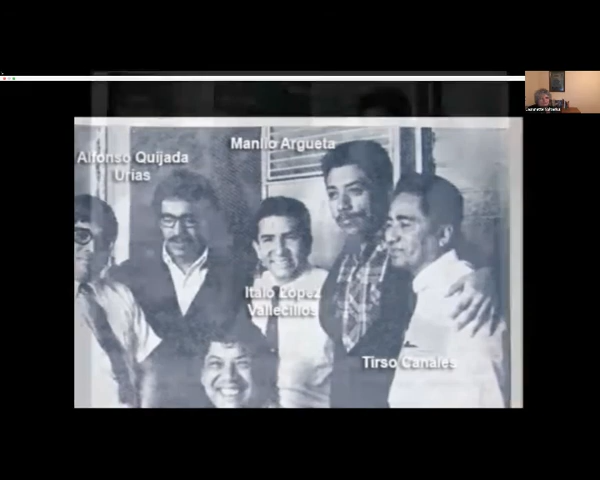 Manlio Argueta
Alfonso Quijada
Urías
Italo López
Vallecillos
Tirso Canales